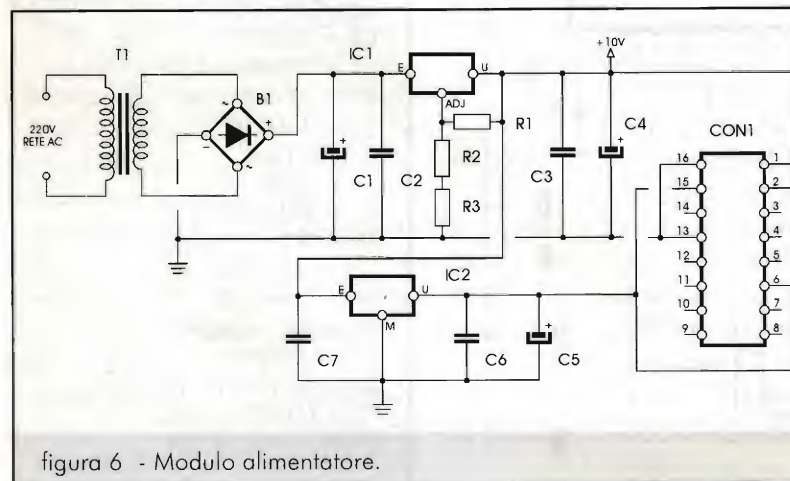 T1
220V
RETE AC
~
B1
+
−
~
IC1
E
U
ADJ
+
C1
C2
R1
R2
R3
C3
+10V
+
C4
CON1
16
15
14
13
12
11
10
9
1
2
3
4
5
6
7
8
IC2
E
U
M
C7
C6
+
C5
figura 6 - Modulo alimentatore.